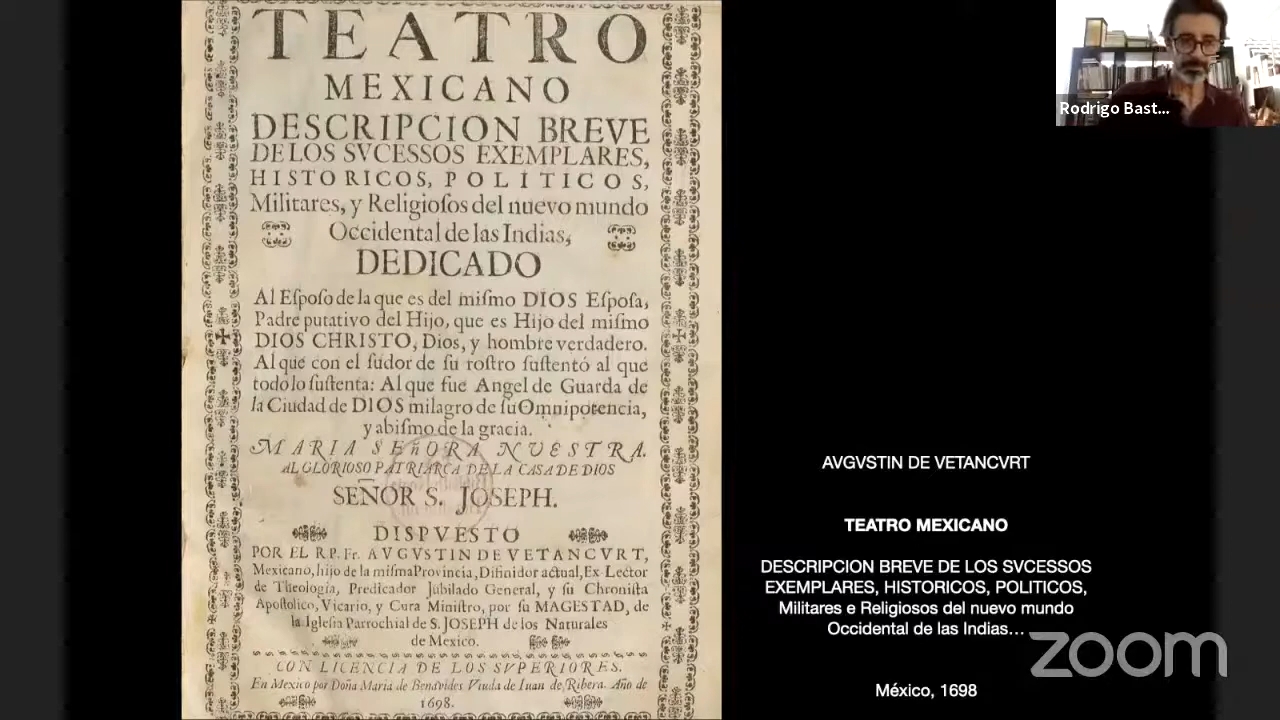 TEATRO
MEXICANO
DESCRIPCION BREVE
DE LOS SVCESSOS EXEMPLARES,
HISTORICOS, POLITICOS,
Militares, y Religioſos del nuevo mundo
Occidental de las Indias,
DEDICADO
Al Eſpoſo de la que es del miſmo DIOS Eſpoſa,
Padre putativo del Hijo, que es Hijo del miſmo
DIOS CHRISTO, Dios, y hombre verdadero.
Al que con el ſudor de su roſtro ſuſtentó al que
todo lo ſuſtenta: Al que fue Angel de Guarda de
la Ciudad de DIOS milagro de ſu Omnipotencia,
y abiſmo de la gracia.
MARIA SEñORA NVESTRA.
AL GLORIOSO PATRIARCA DE LA CASA DE DIOS
SEÑOR S. JOSEPH.
DISPVESTO
POR EL R.P. Fr. AVGVSTIN DE VETANCVRT,
Mexicano, hijo de la miſma Provincia, Difinidor actual, Ex-Lector
de Theologia, Predicador Jubilado General, y su Chroniſta
Apoſtolico, Vicario, y Cura Miniſtro, por su MAGESTAD, de
la Igleſia Parrochial de S. JOSEPH de los Naturales
de Mexico.
CON LICENCIA DE LOS SVPERIORES.
En Mexico por Doña Maria de Benavides Viuda de Iuan de Ribera. Año de
1698.
Rodrigo Bast...
AVGVSTIN DE VETANCVRT
TEATRO MEXICANO
DESCRIPCION BREVE DE LOS SVCESOS
EXEMPLARES, HISTORICOS, POLITICOS,
Militares e Religiosos del nuevo mundo
Occidental de las Indias…
México, 1698
zoom